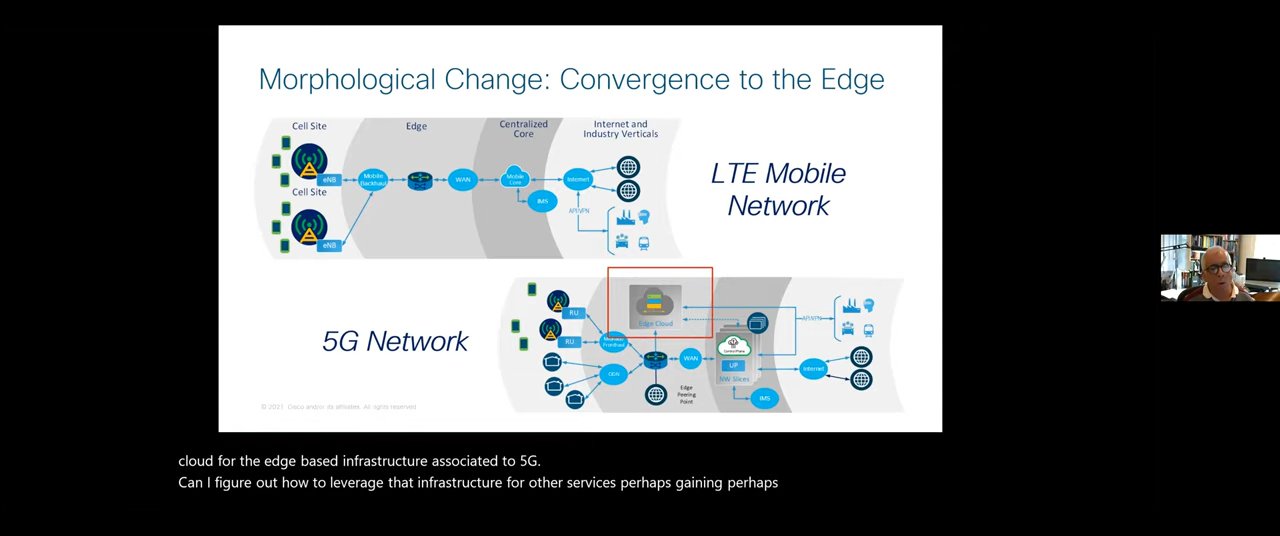 Morphological Change: Convergence to the Edge
Cell Site
Edge
Centralized
Core
Internet and
Industry Verticals
eNB
Mobile
Backhaul
WAN
Mobile
Core
Internet
IMS
API/VPN
Cell Site
eNB
LTE Mobile
Network
5G Network
RU
RU
Fronthaul
ODN
Edge Cloud
WAN
Edge
Peering
Point
Control Plane
UP
NW Slices
IMS
API/VPN
Internet
© 2021 Cisco and/or its affiliates. All rights reserved.
cloud for the edge based infrastructure associated to 5G.
Can I figure out how to leverage that infrastructure for other services perhaps gaining perhaps